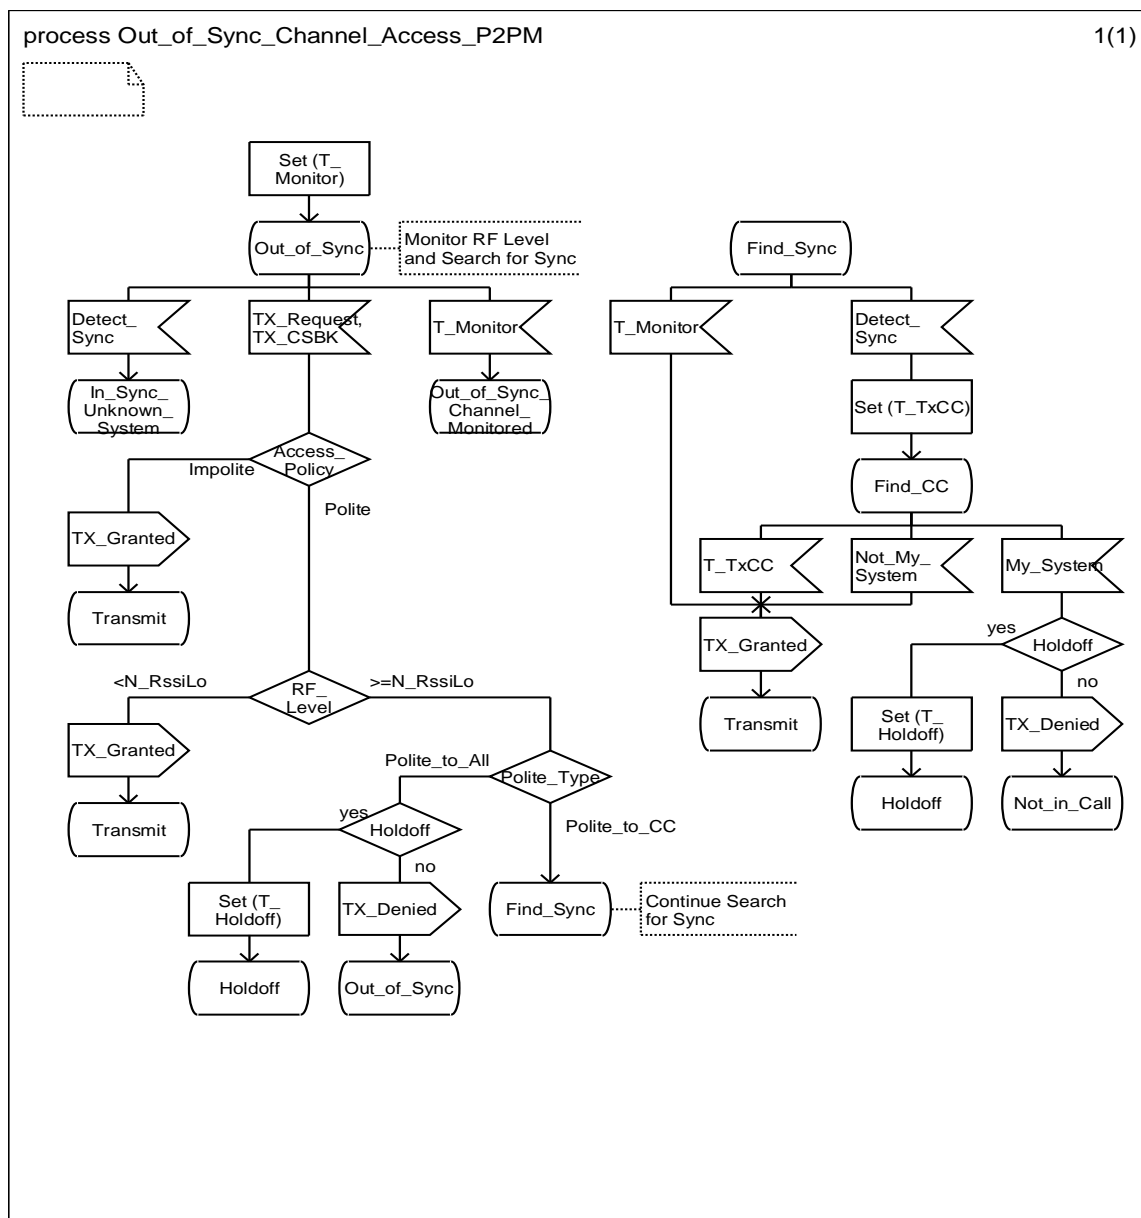 process Out_of_Sync_Channel_Access_P2PM
1(1)
Set (T_
Monitor)
Out_of_Sync
Monitor RF Level
and Search for Sync
Find_Sync
Detect_
Sync
TX_Request,
TX_CSBK
T_Monitor
T_Monitor
Detect_
Sync
In_Sync_
Unknown_
System
Out_of_Sync_
Channel_
Monitored
Set (T_TxCC)
Access_
Policy
Impolite
Polite
Find_CC
TX_Granted
T_TxCC
Not_My_
System
My_System
Transmit
TX_Granted
yes
Holdoff
no
<N_RssiLo
RF_
Level
>=N_RssiLo
Transmit
Set (T_
Holdoff)
TX_Denied
TX_Granted
Polite_to_All
Polite_Type
Holdoff
Not_in_Call
Transmit
yes
Holdoff
Polite_to_CC
no
Set (T_
Holdoff)
TX_Denied
Find_Sync
Continue Search
for Sync
Holdoff
Out_of_Sync